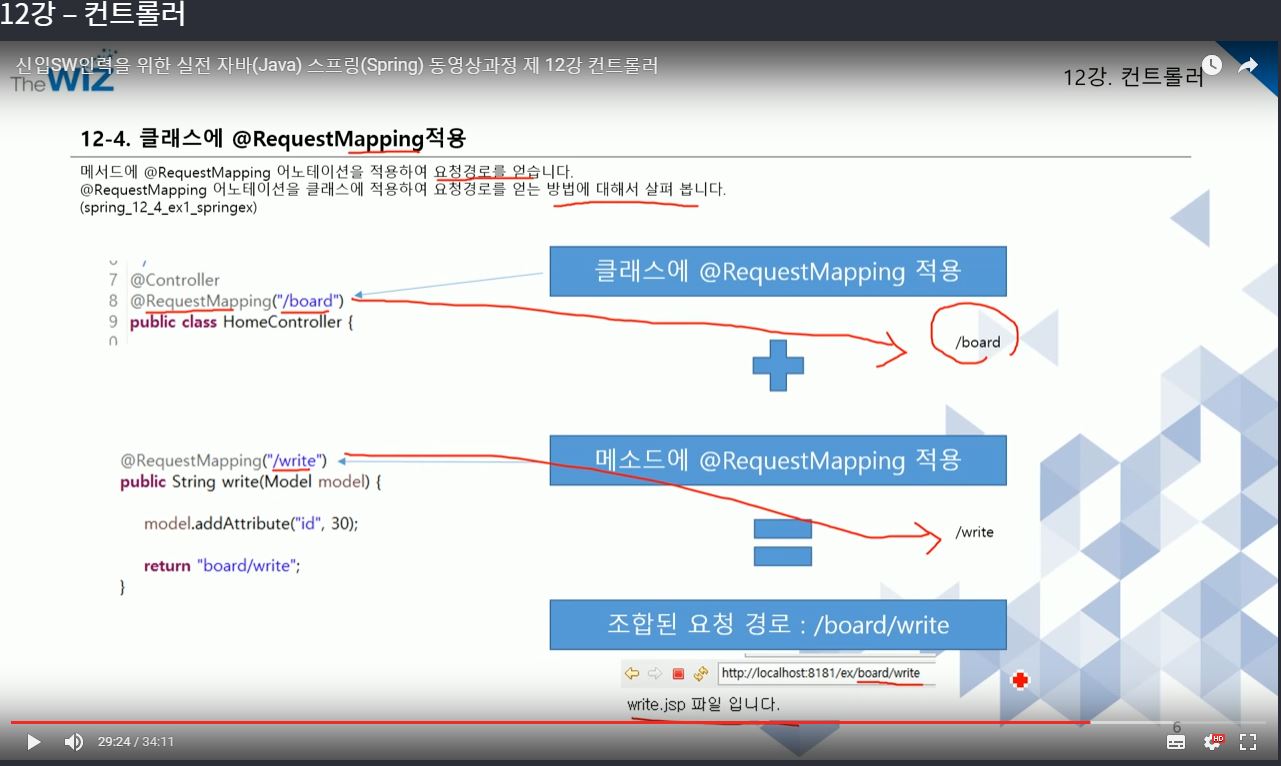 12강 – 컨트롤러
신입SW인력을 위한 실전 자바(Java) 스프링(Spring) 동영상과정 제 12강 컨트롤러
The WIZ
12강. 컨트롤러
12-4. 클래스에 @RequestMapping적용
메서드에 @RequestMapping 어노테이션을 적용하여 요청경로를 얻습니다.
@RequestMapping 어노테이션을 클래스에 적용하여 요청경로를 얻는 방법에 대해서 살펴 봅니다.
(spring_12_4_ex1_springex)
7 @Controller
8 @RequestMapping("/board")
9 public class HomeController {
클래스에 @RequestMapping 적용
/board
@RequestMapping("/write")
public String write(Model model) {
model.addAttribute("id", 30);
return "board/write";
}
메소드에 @RequestMapping 적용
/write
조합된 요청 경로 : /board/write
http://localhost:8181/ex/board/write
write.jsp 파일 입니다.
6
29:24 / 34:11
HD